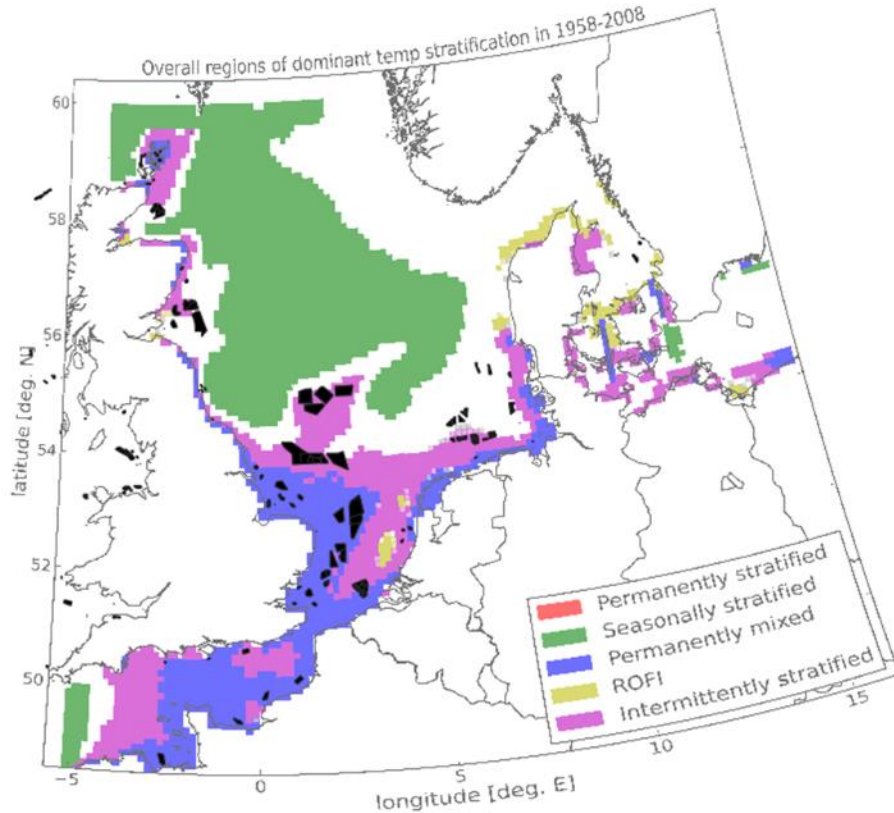 Overall regions of dominant temp stratification in 1958-2008
60
58
56
54
52
50
latitude [deg. N]
-5
0
5
10
15
longitude [deg. E]
Permanently stratified
Seasonally stratified
Permanently mixed
ROFI
Intermittently stratified